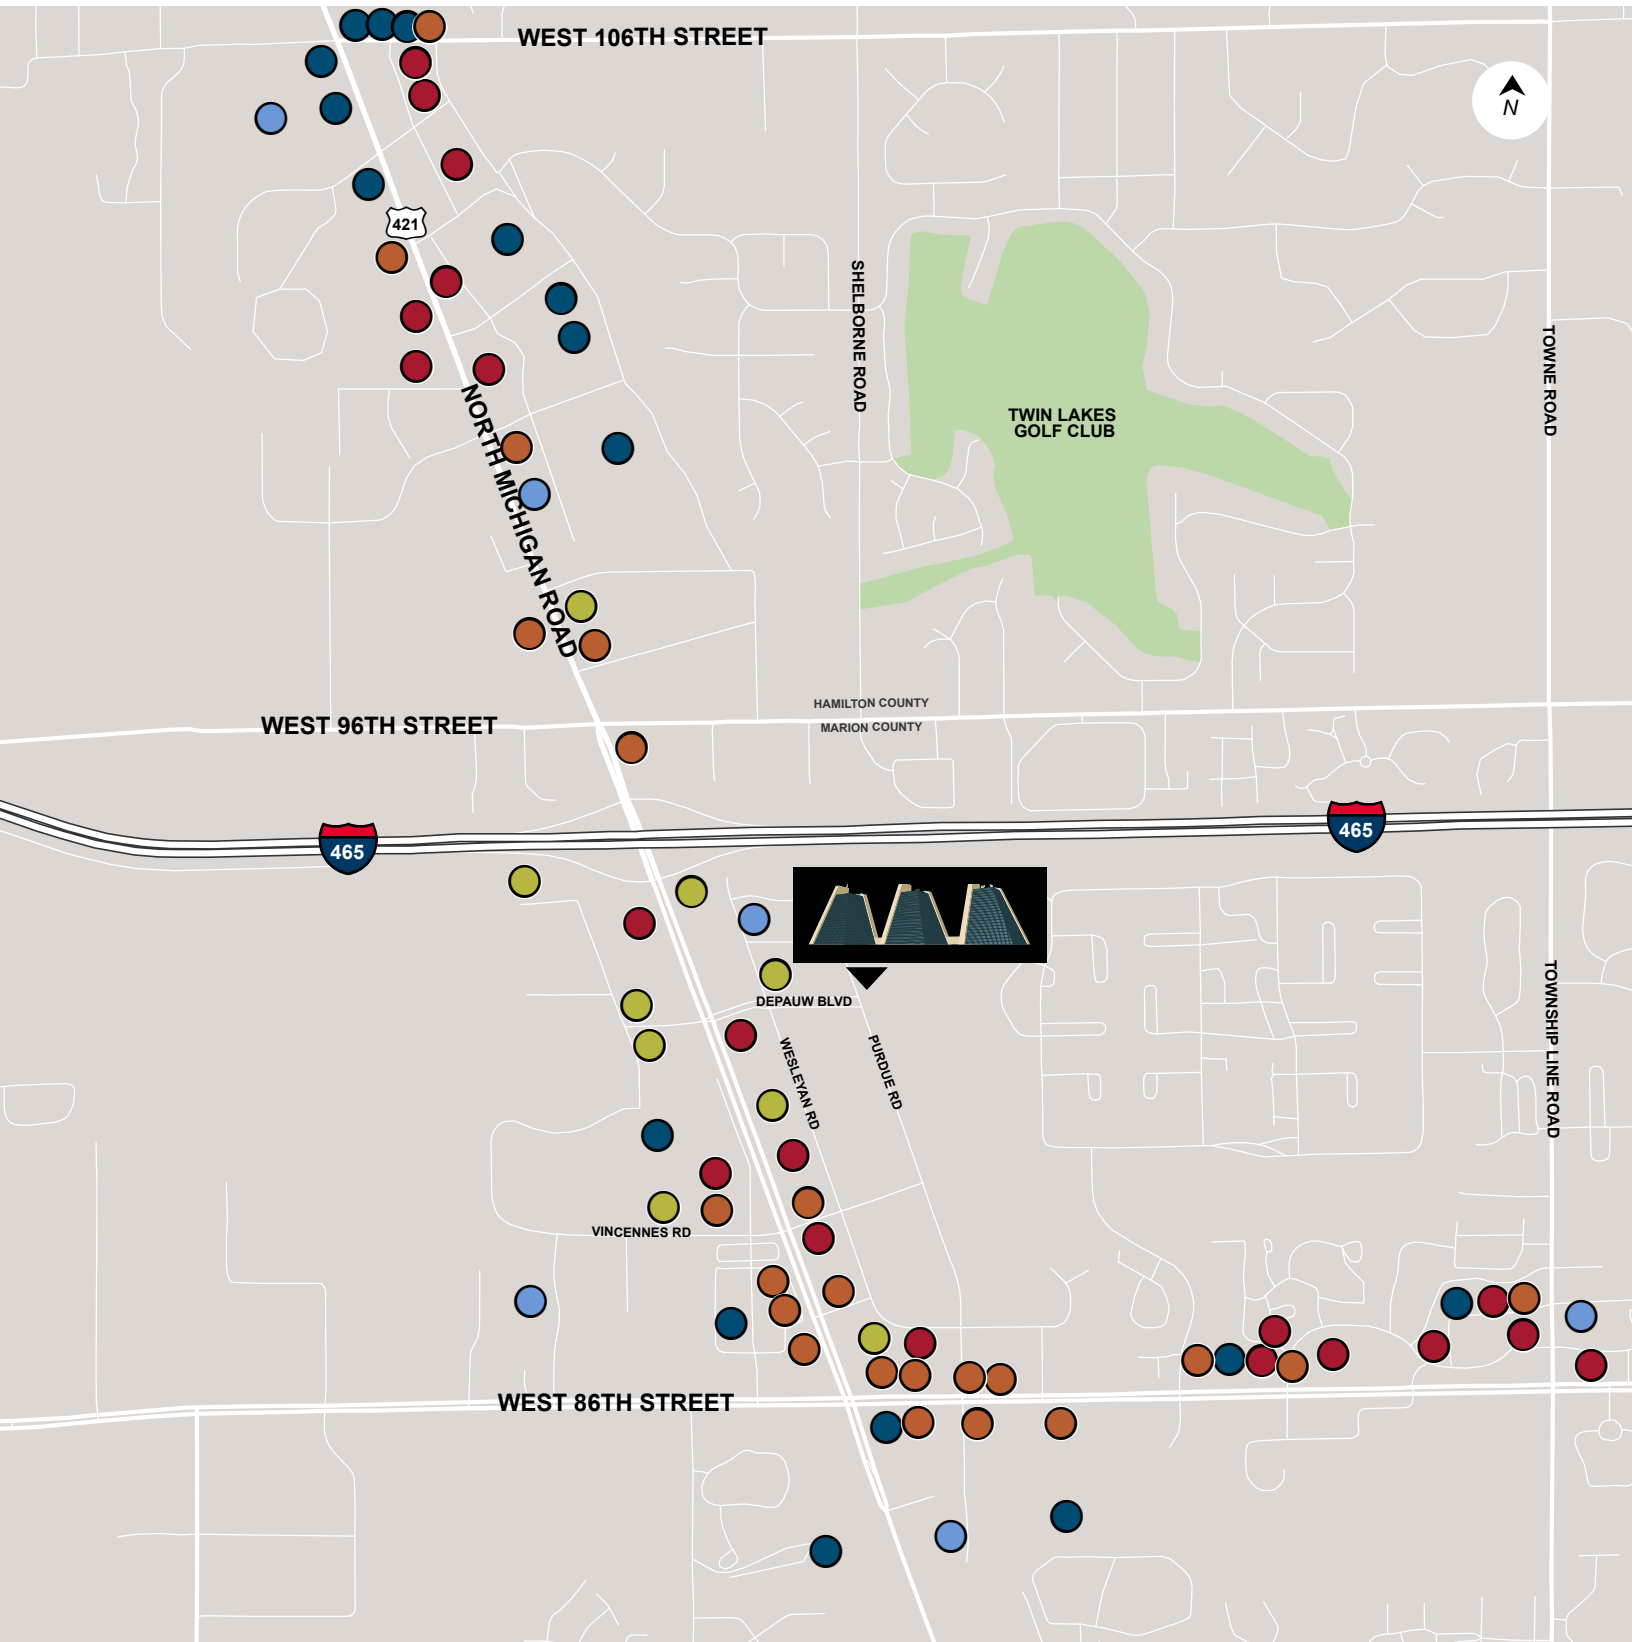 WEST 106TH STREET
N
421
SHELBORNE ROAD
TOWNE ROAD
NORTH MICHIGAN ROAD
TWIN LAKES
GOLF CLUB
HAMILTON COUNTY
WEST 96TH STREET
MARION COUNTY
465
465
DEPAUW BLVD
TOWNSHIP LINE ROAD
WESLEYAN RD
PURDUE RD
VINCENNES RD
WEST 86TH STREET